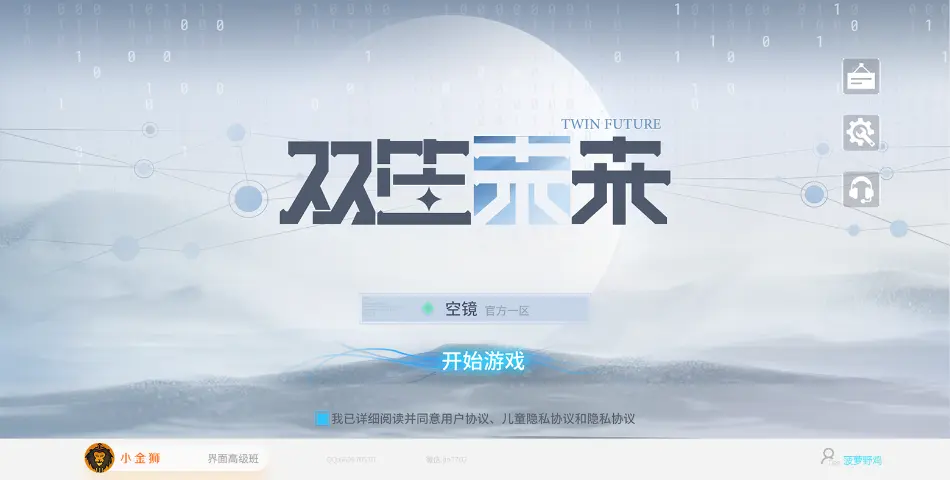 TWIN FUTURE
双生未来
空镜 官方一区
开始游戏
我已详细阅读并同意用户协议、儿童隐私协议和隐私协议
小金狮 界面高级班
菠萝野鸡